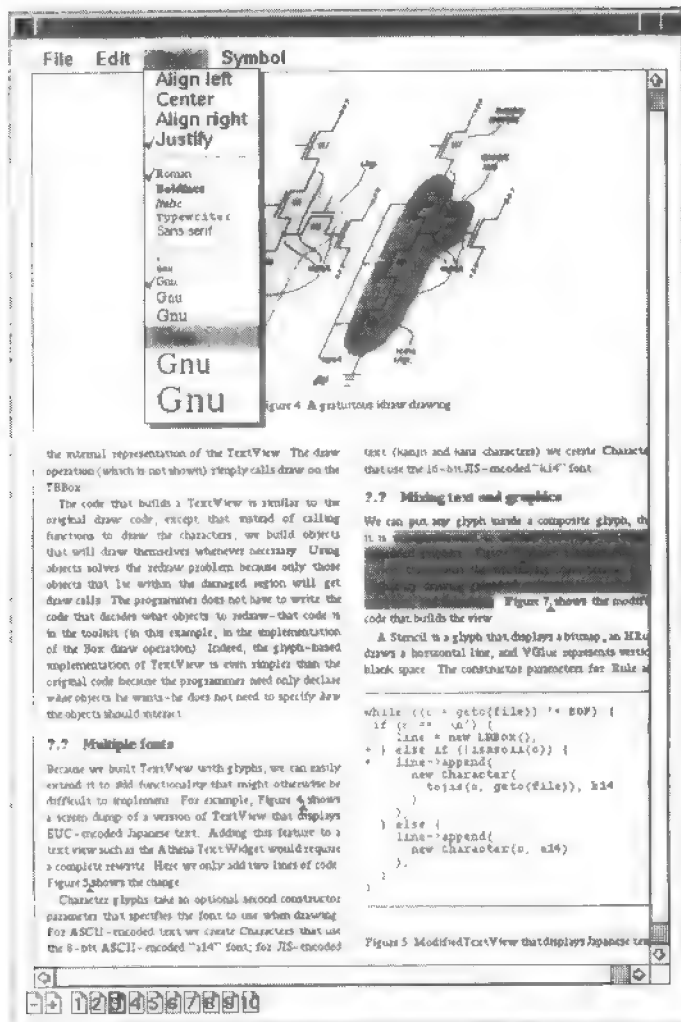 File Edit Symbol
Align left
Center
Align right
Justify
Roman
Boldface
Italic
Typewriter
Sans-serif
Gnu
Gnu
Gnu
Gnu
Gnu
Figure 4 A gratuitous idraw drawing
the internal representation of the TextView The draw
operation (which is not shown) simply calls draw on the
TBBox
The code that builds a TextView is similar to the
original draw code, except that instead of calling
functions to draw the characters, we build objects
that will draw themselves whenever necessary Using
objects solves the redraw problem because only those
objects that lie within the damaged region will get
draw calls The programmer does not have to write the
code that decides what objects to redraw - that code is
in the toolkit (in this example, in the implementation
of the Box draw operation) Indeed, the glyph-based
implementation of TextView is even simpler than the
original code because the programmer need only declare
what objects he wants - he does not need to specify how
the objects should interact
?.? Multiple fonts
Because we built TextView with glyphs, we can easily
extend it to add functionality that might otherwise be
difficult to implement For example, Figure 4 shows
a screen dump of a version of TextView that displays
EUC-encoded Japanese text. Adding this feature to a
text view such as the Athena Text Widget would require
a complete rewrite Here we only add two lines of code
Figure 5 shows the change
Character glyphs take an optional second constructor
parameter that specifies the font to use when drawing
For ASCII-encoded text we create Characters that use
the 8-bit ASCII-encoded "a14" font; for JIS-encoded
text (kanji and kana characters) we create Character
that use the 16-bit JIS-encoded "k14" font
?.? Mixing text and graphics
We can put any glyph inside a composite glyph, th
it is
Figure 7 shows the modifi
code that builds the view
A Stencil is a glyph that displays a bitmap, an HRu
draws a horizontal line, and VGlue represents vertic
blank space The constructor parameters for Rule a
while ((c = getc(file)) != EOF) {
if (c == '\n') {
line = new LRBox();
+ } else if (!isascii(c)) {
+ line->append(
new Character(
tojis(c, getc(file)), k14
)
);
} else {
line->append(
new Character(c, a14)
);
}
}
Figure 5 Modified TextView that displays Japanese tex
- + 1 2 3 4 5 6 7 8 9 10